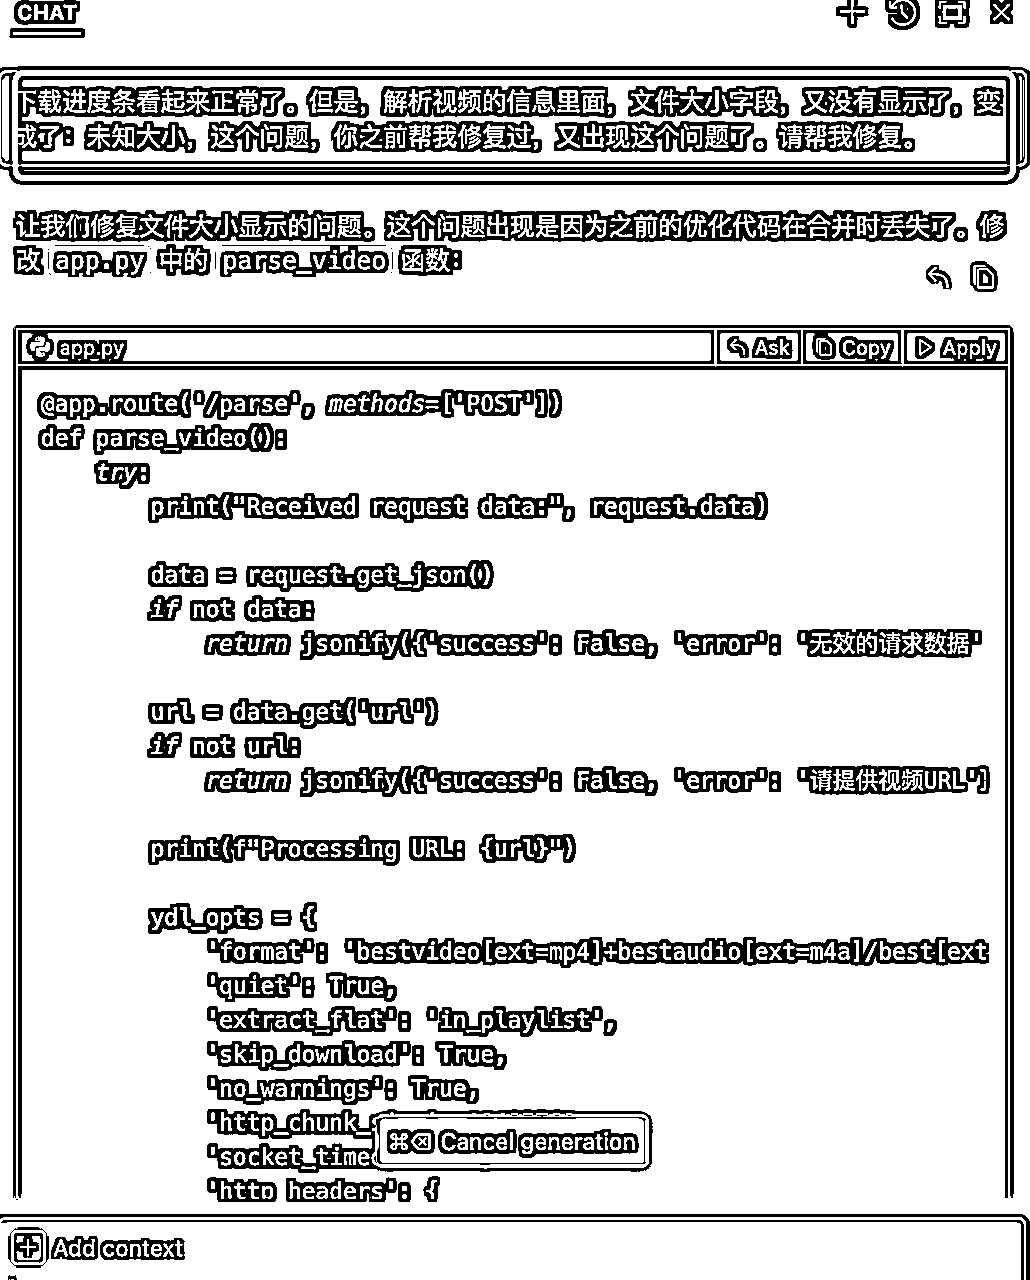 CHAT
下载进度条看起来正常了。但是，解析视频的信息里面，文件大小字段，又没有显示了，变
成了：未知大小，这个问题，你之前帮我修复过，又出现这个问题了。请帮我修复。
让我们修复文件大小显示的问题。这个问题出现是因为之前的优化代码在合并时丢失了。修
改 app.py 中的 parse_video 函数：
app.py Ask Copy Apply
@app.route('/parse', methods=['POST'])
def parse_video():
try:
print("Received request data:", request.data)
data = request.get_json()
if not data:
return jsonify({'success': False, 'error': '无效的请求数据'
url = data.get('url')
if not url:
return jsonify({'success': False, 'error': '请提供视频URL'}
print(f"Processing URL: {url}")
ydl_opts = {
'format': 'bestvideo[ext=mp4]+bestaudio[ext=m4a]/best[ext
'quiet': True,
'extract_flat': 'in_playlist',
'skip_download': True,
'no_warnings': True,
'http_chunk_
Cancel generation
'socket_time
'http_headers': {
Add context